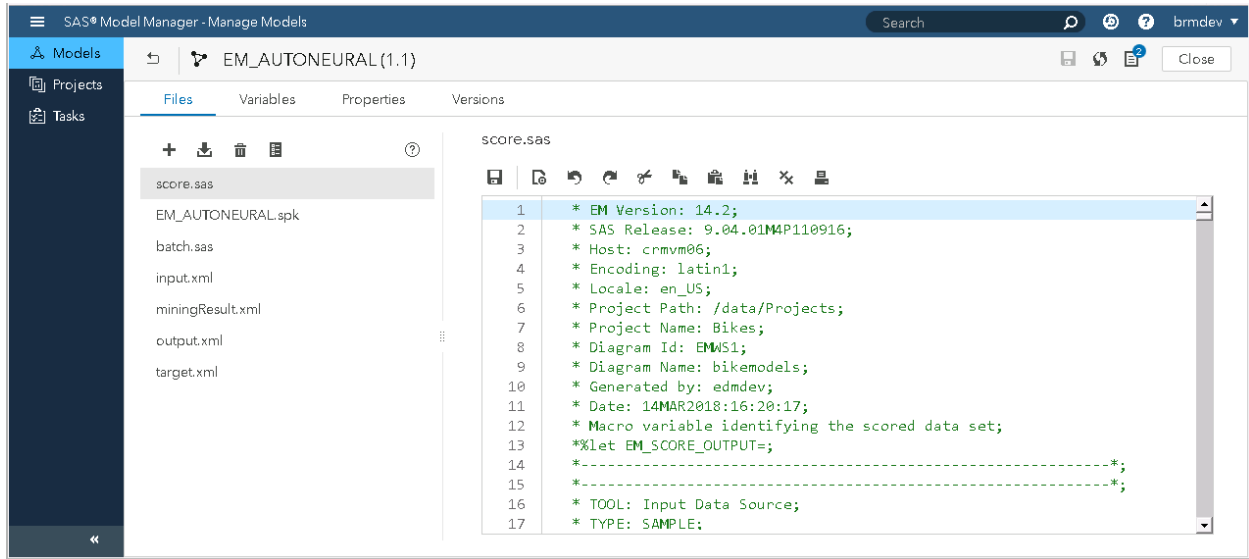 SAS® Model Manager - Manage Models
Search
brmdev
Models
Projects
Tasks
EM_AUTONEURAL (1.1)
2
Close
Files Variables Properties Versions
score.sas
EM_AUTONEURAL.spk
batch.sas
input.xml
miningResult.xml
output.xml
target.xml
score.sas
1 * EM Version: 14.2;
2 * SAS Release: 9.04.01M4P110916;
3 * Host: crmvm06;
4 * Encoding: latin1;
5 * Locale: en_US;
6 * Project Path: /data/Projects;
7 * Project Name: Bikes;
8 * Diagram Id: EMWS1;
9 * Diagram Name: bikemodels;
10 * Generated by: edmdev;
11 * Date: 14MAR2018:16:20:17;
12 * Macro variable identifying the scored data set;
13 *%let EM_SCORE_OUTPUT=;
14 *------------------------------------------------------------*;
15 *------------------------------------------------------------*;
16 * TOOL: Input Data Source;
17 * TYPE: SAMPLE;